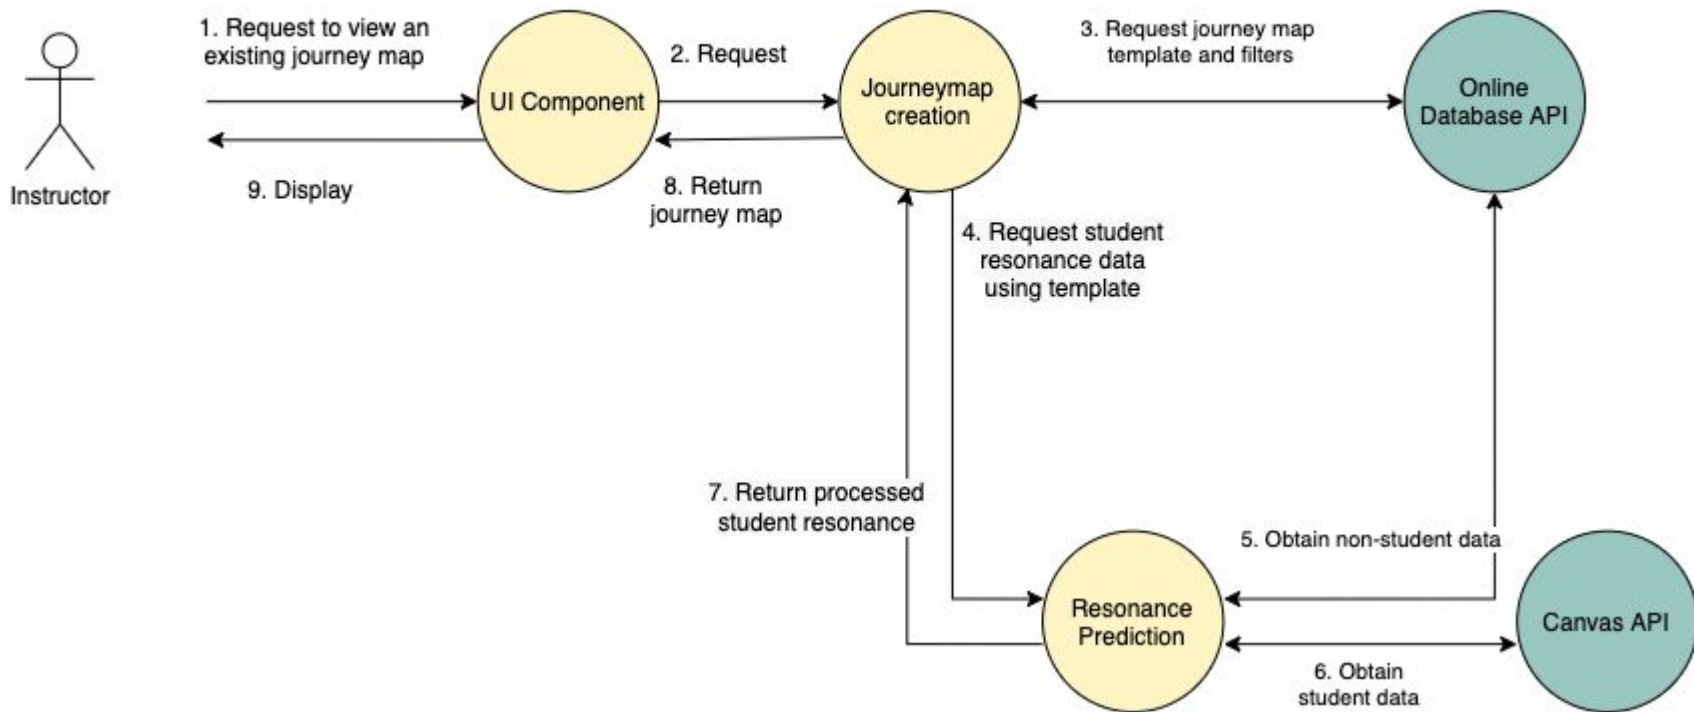 1. Request to view an
existing journey map
2. Request
3. Request journey map
template and filters
UI Component
Journeymap
creation
Online
Database API
Instructor
9. Display
8. Return
journey map
4. Request student
resonance data
using template
7. Return processed
student resonance
5. Obtain non-student data
Resonance
Prediction
Canvas API
6. Obtain
student data